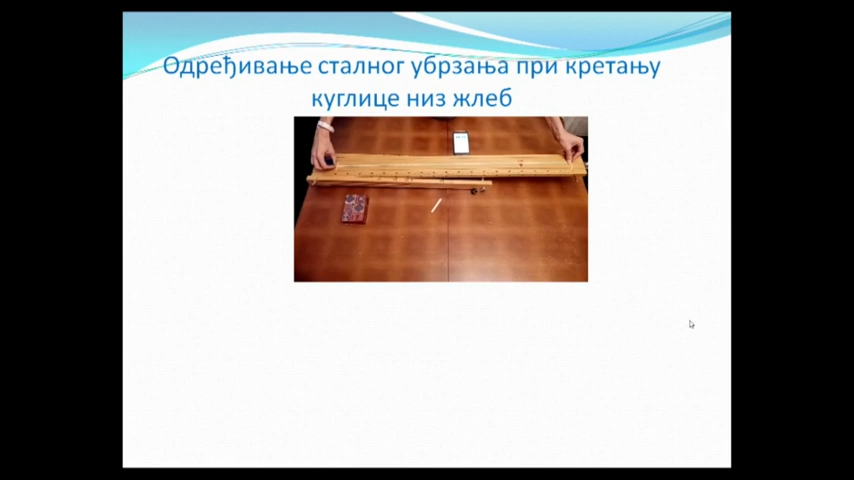 Одређивање сталног убрзања при кретању
куглице низ жлеб